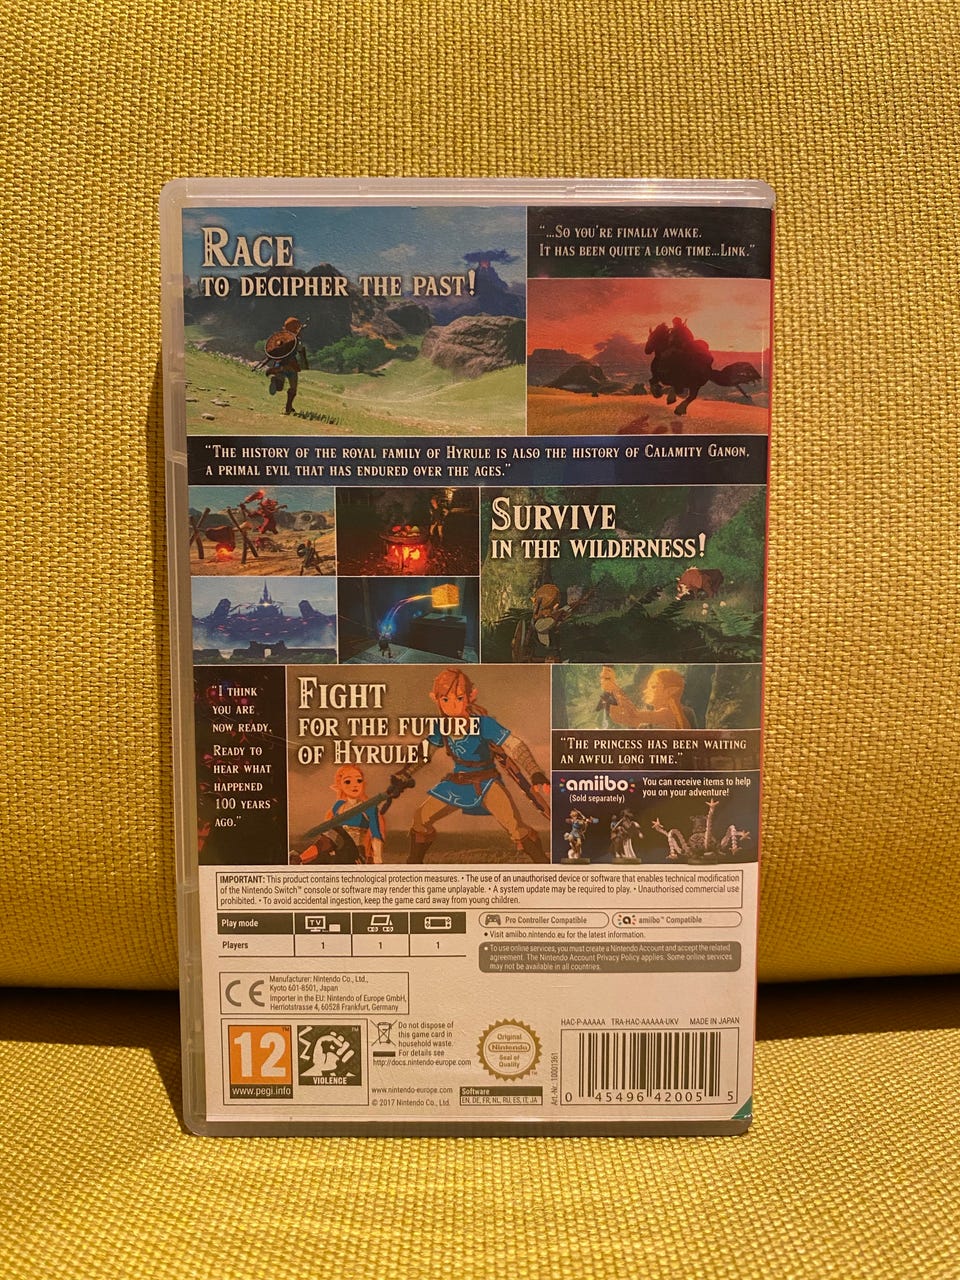 RACE
TO DECIPHER THE PAST!
"...SO YOU'RE FINALLY AWAKE.
IT HAS BEEN QUITE A LONG TIME...LINK."
"THE HISTORY OF THE ROYAL FAMILY OF HYRULE IS ALSO THE HISTORY OF CALAMITY GANON,
A PRIMAL EVIL THAT HAS ENDURED OVER THE AGES."
SURVIVE
IN THE WILDERNESS!
"I THINK
YOU ARE
NOW READY.
READY TO
HEAR WHAT
HAPPENED
100 YEARS
AGO."
FIGHT
FOR THE FUTURE
OF HYRULE!
"THE PRINCESS HAS BEEN WAITING
AN AWFUL LONG TIME."
amiibo
(Sold separately)
You can receive items to help
you on your adventure!
IMPORTANT: This product contains technological protection measures. • The use of an unauthorised device or software that enables technical modification
of the Nintendo Switch™ console or software may render this game unplayable. • A system update may be required to play. • Unauthorised commercial use
prohibited. • To avoid accidental ingestion, keep the game card away from young children.
Play mode
TV
Players
1
1
1
Pro Controller Compatible
amiibo™ Compatible
• Visit amiibo.nintendo.eu for the latest information.
• To use online services, you must create a Nintendo Account and accept the related
agreement. The Nintendo Account Privacy Policy applies. Some online services
may not be available in all countries.
CE
Manufacturer: Nintendo Co., Ltd.,
Kyoto 601-8501, Japan
Importer in the EU: Nintendo of Europe GmbH,
Herriotstrasse 4, 60528 Frankfurt, Germany
12
™
www.pegi.info
™
VIOLENCE
Do not dispose of
this game card in
household waste.
For details see
http://docs.nintendo-europe.com
www.nintendo-europe.com
© 2017 Nintendo Co., Ltd.
Original
Nintendo
Seal of
Quality
™
Software
EN, DE, FR, NL, RU, ES, IT, JA
HAC-P-AAAAA TRA-HAC-AAAAA-UKV MADE IN JAPAN
Art.-Nr.: 10001361
0 45496 42005 5